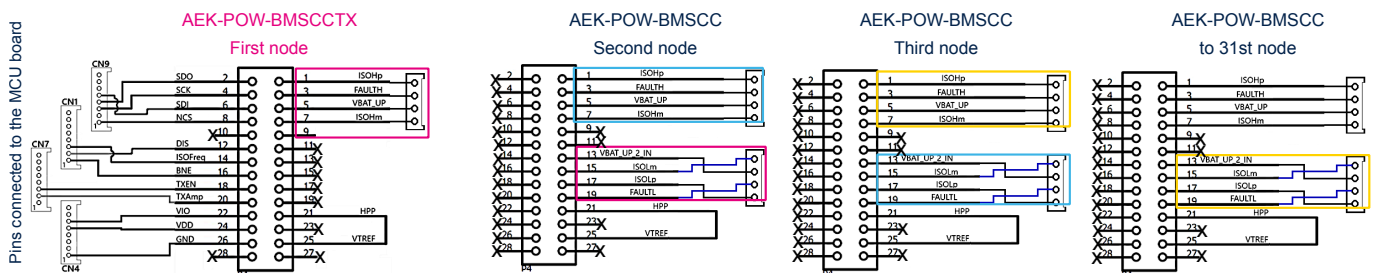 Pins connected to the MCU board
AEK-POW-BMSCCTX
First node
CN9
CN1
CN7
CN4
SDO 2
SCK 4
SDI 6
NCS 8
10
DIS 12
ISOFreq 14
BNE 16
TXEN 18
TXAmp 20
VIO 22
VDD 24
GND 26
28
1 ISOHp
3 FAULTH
5 VBAT_UP
7 ISOHm
9
11
13
15
17
19
21 HPP
23
25 VTREF
27
1
1
1
1
AEK-POW-BMSCC
Second node
2
4
6
8
10
12
14
16
18
20
22
24
26
28
1 ISOHp
3 FAULTH
5 VBAT_UP
7 ISOHm
9
11
13 VBAT_UP_2_IN
15 ISOLm
17 ISOLp
19 FAULTL
21 HPP
23
25 VTREF
27
P4
AEK-POW-BMSCC
Third node
2
4
6
8
10
12
14
16
18
20
22
24
26
28
1 ISOHp
3 FAULTH
5 VBAT_UP
7 ISOHm
9
11
13 VBAT_UP_2_IN
15 ISOLm
17 ISOLp
19 FAULTL
21 HPP
23
25 VTREF
27
AEK-POW-BMSCC
to 31st node
2
4
6
8
10
12
14
16
18
20
22
24
26
28
1 ISOHp
3 FAULTH
5 VBAT_UP
7 ISOHm
9
11
13 VBAT_UP_2_IN
15 ISOLm
17 ISOLp
19 FAULTL
21 HPP
23
25 VTREF
27